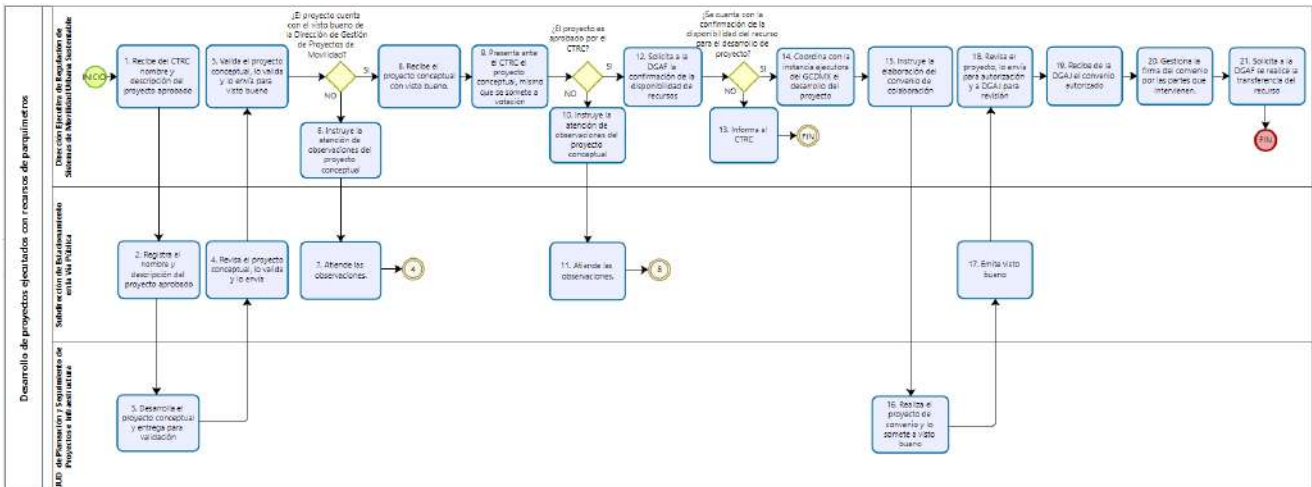 Desarrollo de proyectos ejecutados con recursos de parquímetros
Dirección Ejecutiva de Regulación de
Sistemas de Movilidad Urbana Sustentable
INICIO
1. Recibe del CTRC
nombre y
descripción del
proyecto aprobado
5. Valida el proyecto
conceptual, lo valida
y lo envía para
visto bueno
¿El proyecto cuenta
con el visto bueno de
la Dirección de Gestión
de Proyectos de
Movilidad?
SI
NO
6. Instruye la
atención de
observaciones del
proyecto
conceptual
8. Recibe el
proyecto conceptual
con visto bueno.
9. Presenta ante
el CTRC el
proyecto
conceptual, mismo
que se somete a
votación
¿El proyecto es
aprobado por el
CTRC?
SI
NO
10. Instruye la
atención de
observaciones del
proyecto
conceptual
12. Solicita a la
DGAF la
confirmación de la
disponibilidad de
recursos
¿Se cuenta con la
confirmación de la
disponibilidad del recurso
para el desarrollo de
proyecto?
SI
NO
13. Informa al
CTRC
FIN
14. Coordina con la
instancia ejecutora
del GCDMX el
desarrollo del
proyecto
15. Instruye la
elaboración del
convenio de
colaboración
18. Revisa el
proyecto, lo envía
para autorización
y a DGAJ para
revisión
19. Recibe de la
DGAJ el convenio
autorizado
20. Gestiona la
firma del convenio
por las partes que
intervienen.
21. Solicita a la
DGAF se realice la
transferencia del
recurso
FIN
Subdirección de Estacionamiento
en la Vía Pública
2. Registra el
nombre y
descripción del
proyecto aprobado
4. Revisa el proyecto
conceptual, lo valida
y lo envía
7. Atiende las
observaciones.
4
11. Atiende las
observaciones.
8
17. Emite visto
bueno
JUD de Planeación y Seguimiento de
Proyectos e Infraestructura
3. Desarrolla el
proyecto conceptual
y entrega para
validación
16. Realiza el
proyecto de
convenio y lo
somete a visto
bueno